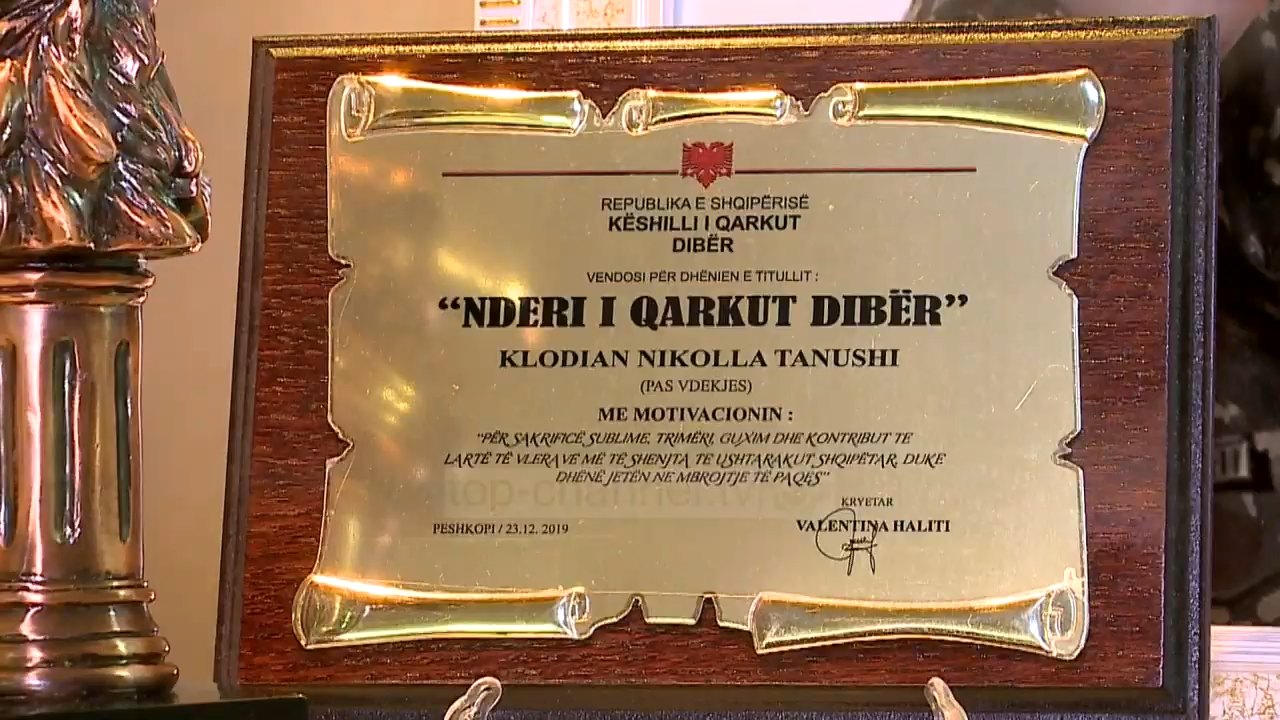 REPUBLIKA E SHQIPËRISË
KËSHILLI I QARKUT
DIBËR
VENDOSI PËR DHËNIEN E TITULLIT :
“NDERI I QARKUT DIBËR”
KLODIAN NIKOLLA TANUSHI
(PAS VDEKJES)
ME MOTIVACIONIN :
“PËR SAKRIFICË SUBLIME, TRIMËRI, GUXIM DHE KONTRIBUT TE
LARTË TË VLERAVE MË TË SHENJTA TE USHTARAKUT SHQIPËTAR, DUKE
DHËNË JETËN NE MBROJTJE TË PAQËS”
KRYETAR
PESHKOPI / 23.12. 2019
VALENTINA HALITI